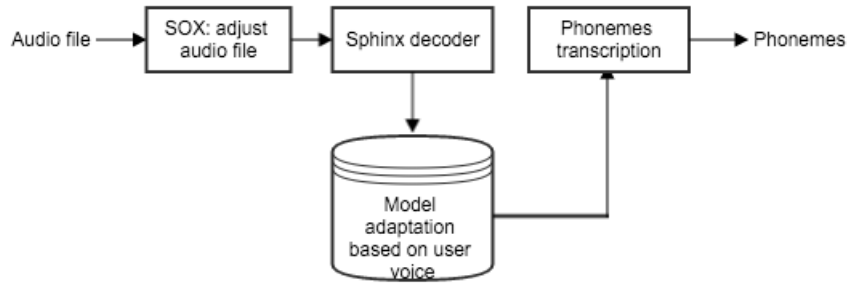 Audio file
SOX: adjust
audio file
Sphinx decoder
Phonemes
transcription
Phonemes
Model
adaptation
based on user
voice